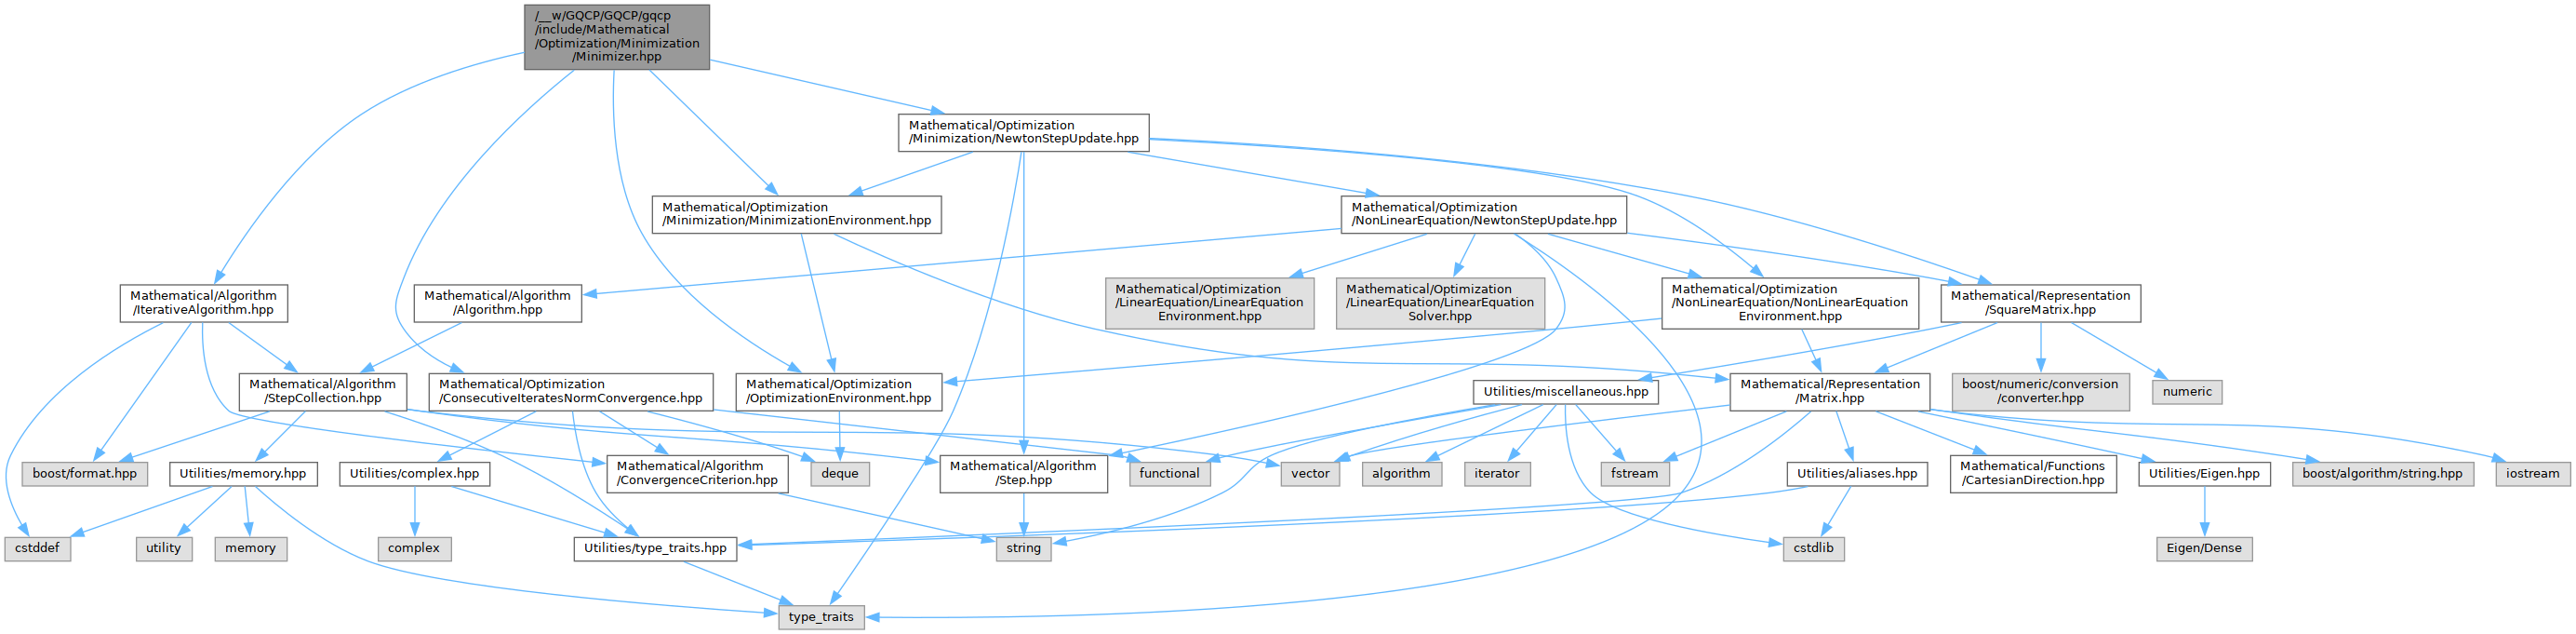 /__w/GQCP/GQCP/gqcp
/include/Mathematical
/Optimization/Minimization
/Minimizer.hpp
Mathematical/Optimization
/Minimization/NewtonStepUpdate.hpp
Mathematical/Optimization
/Minimization/MinimizationEnvironment.hpp
Mathematical/Optimization
/NonLinearEquation/NewtonStepUpdate.hpp
Mathematical/Algorithm
/IterativeAlgorithm.hpp
Mathematical/Algorithm
/Algorithm.hpp
Mathematical/Optimization
/LinearEquation/LinearEquation
Environment.hpp
Mathematical/Optimization
/LinearEquation/LinearEquation
Solver.hpp
Mathematical/Optimization
/NonLinearEquation/NonLinearEquation
Environment.hpp
Mathematical/Representation
/SquareMatrix.hpp
Mathematical/Algorithm
/StepCollection.hpp
Mathematical/Optimization
/ConsecutiveIteratesNormConvergence.hpp
Mathematical/Optimization
/OptimizationEnvironment.hpp
Utilities/miscellaneous.hpp
Mathematical/Representation
/Matrix.hpp
boost/numeric/conversion
/converter.hpp
numeric
boost/format.hpp
Utilities/memory.hpp
Utilities/complex.hpp
Mathematical/Algorithm
/ConvergenceCriterion.hpp
deque
Mathematical/Algorithm
/Step.hpp
functional
vector
algorithm
iterator
fstream
Utilities/aliases.hpp
Mathematical/Functions
/CartesianDirection.hpp
Utilities/Eigen.hpp
boost/algorithm/string.hpp
iostream
cstddef
utility
memory
complex
Utilities/type_traits.hpp
string
cstdlib
Eigen/Dense
type_traits